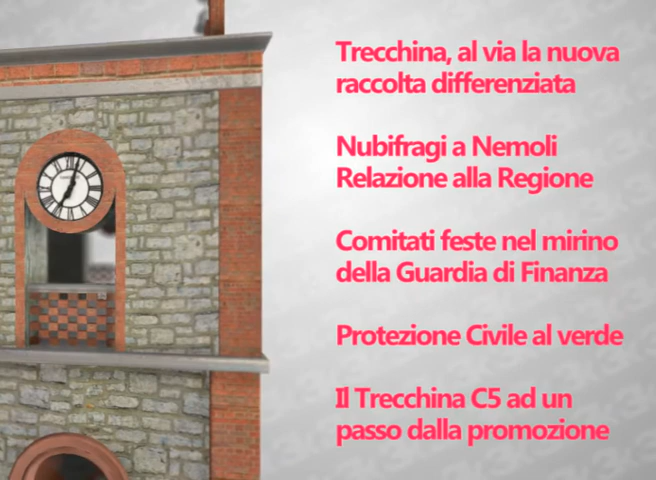 Trecchina, al via la nuova
raccolta differenziata
Nubifragi a Nemoli
Relazione alla Regione
Comitati feste nel mirino
della Guardia di Finanza
Protezione Civile al verde
Il Trecchina C5 ad un
passo dalla promozione